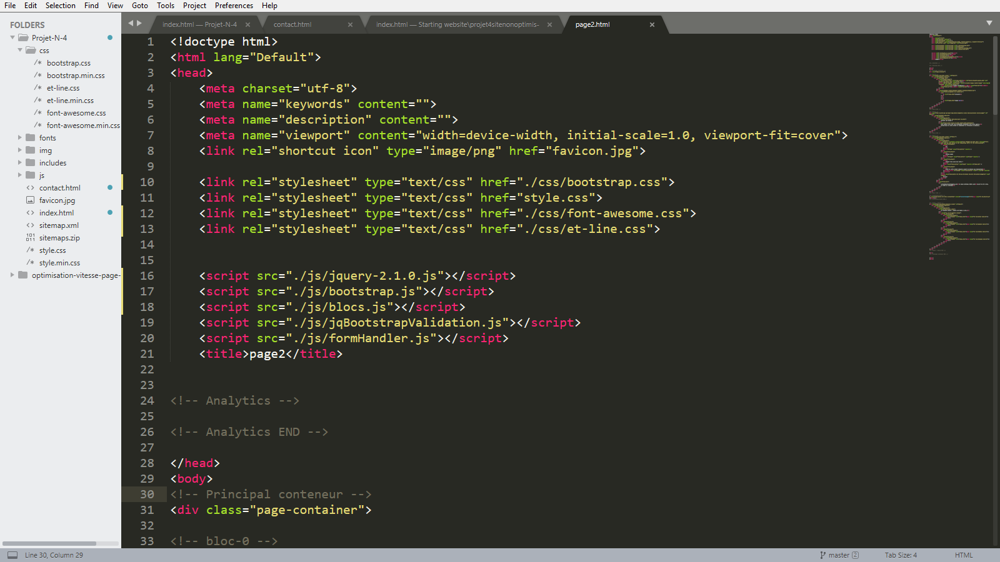 File Edit Selection Find View Goto Tools Project Preferences Help
FOLDERS
Projet-N-4
css
bootstrap.css
bootstrap.min.css
et-line.css
et-line.min.css
font-awesome.css
font-awesome.min.css
fonts
img
includes
js
contact.html
favicon.jpg
index.html
sitemap.xml
sitemaps.zip
style.css
style.min.css
optimisation-vitesse-page-
index.html — Projet-N-4
contact.html
index.html — Starting website\projet4sitenonoptimis-
page2.html
1 <!doctype html>
2 <html lang="Default">
3 <head>
4 <meta charset="utf-8">
5 <meta name="keywords" content="">
6 <meta name="description" content="">
7 <meta name="viewport" content="width=device-width, initial-scale=1.0, viewport-fit=cover">
8 <link rel="shortcut icon" type="image/png" href="favicon.jpg">
9
10 <link rel="stylesheet" type="text/css" href="./css/bootstrap.css">
11 <link rel="stylesheet" type="text/css" href="style.css">
12 <link rel="stylesheet" type="text/css" href="./css/font-awesome.css">
13 <link rel="stylesheet" type="text/css" href="./css/et-line.css">
14
15
16 <script src="./js/jquery-2.1.0.js"></script>
17 <script src="./js/bootstrap.js"></script>
18 <script src="./js/blocs.js"></script>
19 <script src="./js/jqBootstrapValidation.js"></script>
20 <script src="./js/formHandler.js"></script>
21 <title>page2</title>
22
23
24 <!-- Analytics -->
25
26 <!-- Analytics END -->
27
28 </head>
29 <body>
30 <!-- Principal conteneur -->
31 <div class="page-container">
32
33 <!-- bloc-0 -->
Line 30, Column 29
master 2
Tab Size: 4
HTML